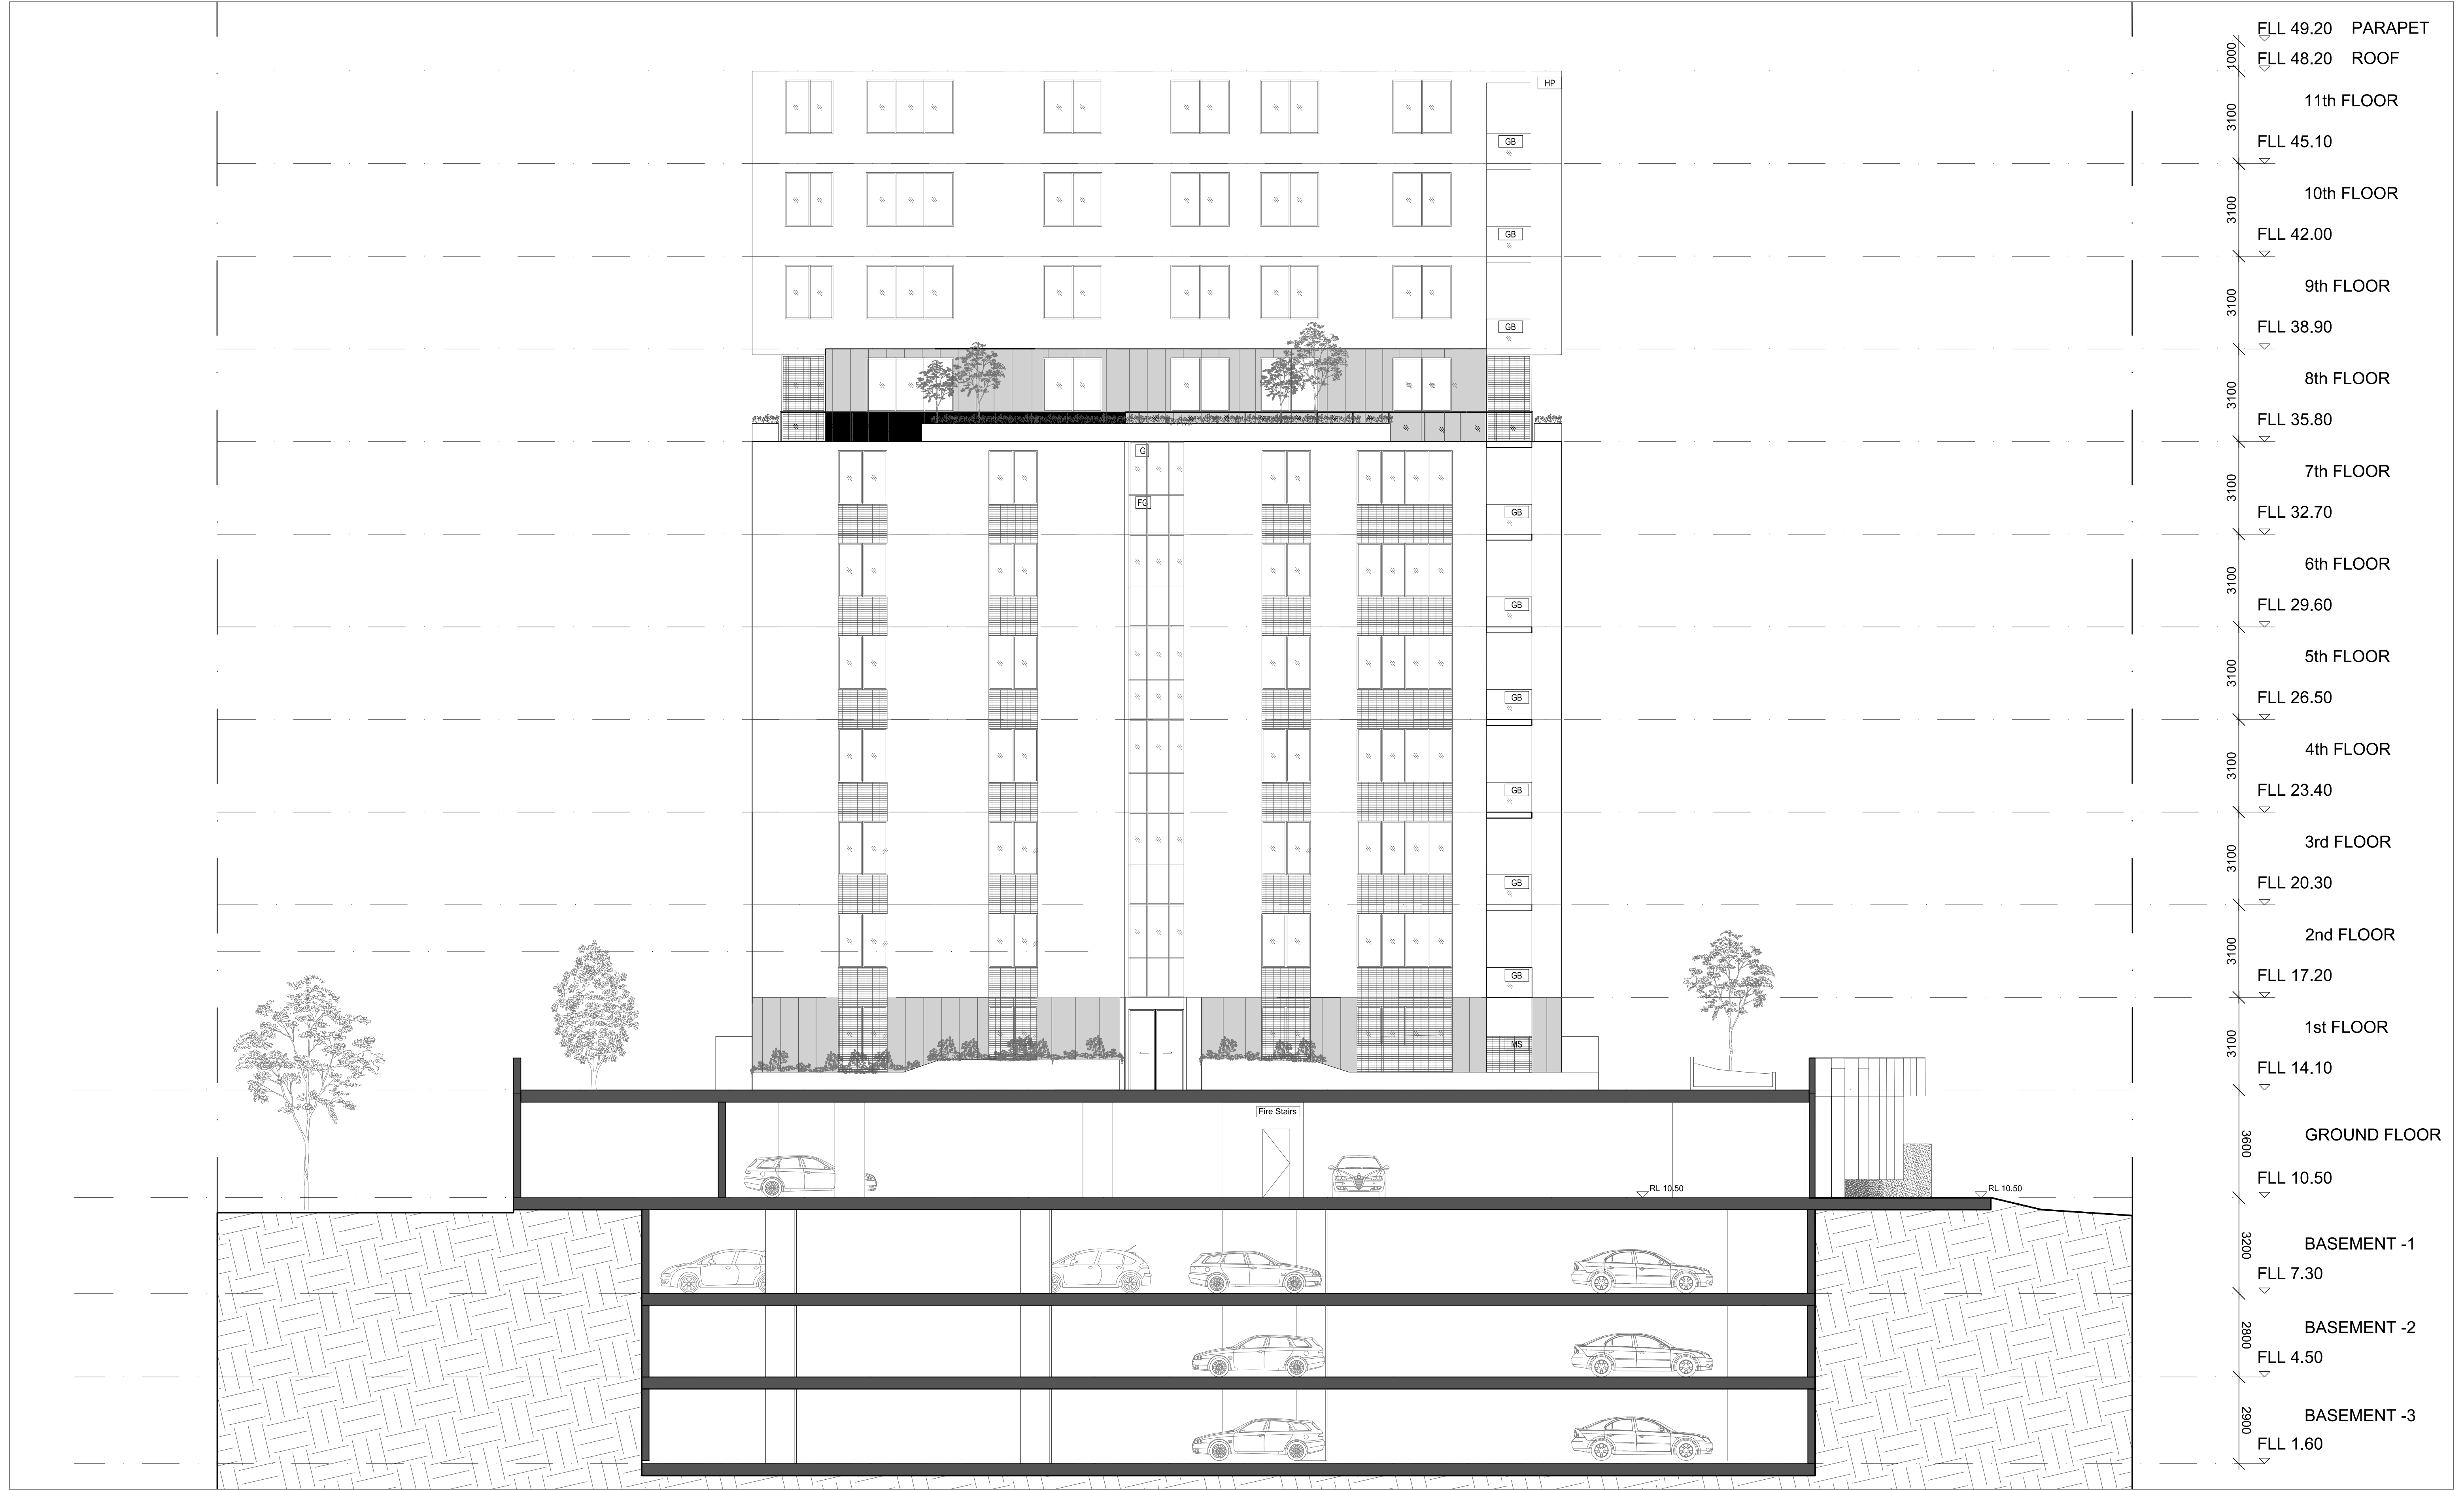 FLL 49.20 PARAPET
1000
FLL 48.20 ROOF
HP
11th FLOOR
3100
GB
FLL 45.10
10th FLOOR
3100
GB
FLL 42.00
9th FLOOR
3100
GB
FLL 38.90
8th FLOOR
3100
FLL 35.80
G
7th FLOOR
3100
FG
GB
FLL 32.70
6th FLOOR
3100
GB
FLL 29.60
5th FLOOR
3100
GB
FLL 26.50
4th FLOOR
3100
GB
FLL 23.40
3rd FLOOR
3100
GB
FLL 20.30
2nd FLOOR
3100
GB
FLL 17.20
1st FLOOR
3100
MS
FLL 14.10
Fire Stairs
GROUND FLOOR
3600
FLL 10.50
RL 10.50
RL 10.50
BASEMENT -1
3200
FLL 7.30
BASEMENT -2
2800
FLL 4.50
BASEMENT -3
2900
FLL 1.60